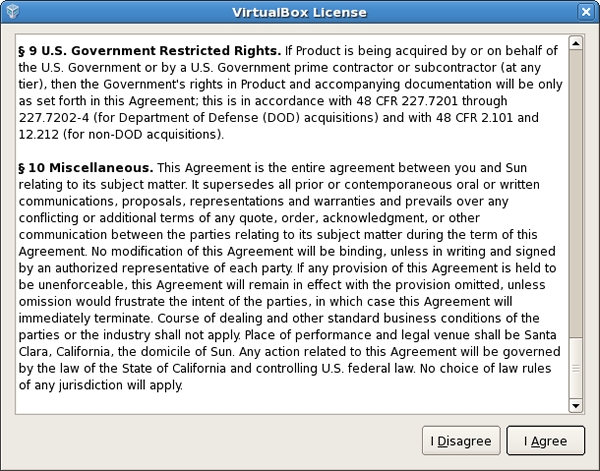 VirtualBox License
§ 9 U.S. Government Restricted Rights. If Product is being acquired by or on behalf of
the U.S. Government or by a U.S. Government prime contractor or subcontractor (at any
tier), then the Government's rights in Product and accompanying documentation will be only
as set forth in this Agreement; this is in accordance with 48 CFR 227.7201 through
227.7202-4 (for Department of Defense (DOD) acquisitions) and with 48 CFR 2.101 and
12.212 (for non-DOD acquisitions).
§ 10 Miscellaneous. This Agreement is the entire agreement between you and Sun
relating to its subject matter. It supersedes all prior or contemporaneous oral or written
communications, proposals, representations and warranties and prevails over any
conflicting or additional terms of any quote, order, acknowledgment, or other
communication between the parties relating to its subject matter during the term of this
Agreement. No modification of this Agreement will be binding, unless in writing and signed
by an authorized representative of each party. If any provision of this Agreement is held to
be unenforceable, this Agreement will remain in effect with the provision omitted, unless
omission would frustrate the intent of the parties, in which case this Agreement will
immediately terminate. Course of dealing and other standard business conditions of the
parties or the industry shall not apply. Place of performance and legal venue shall be Santa
Clara, California, the domicile of Sun. Any action related to this Agreement will be governed
by the law of the State of California and controlling U.S. federal law. No choice of law rules
of any jurisdiction will apply.
I Disagree
I Agree